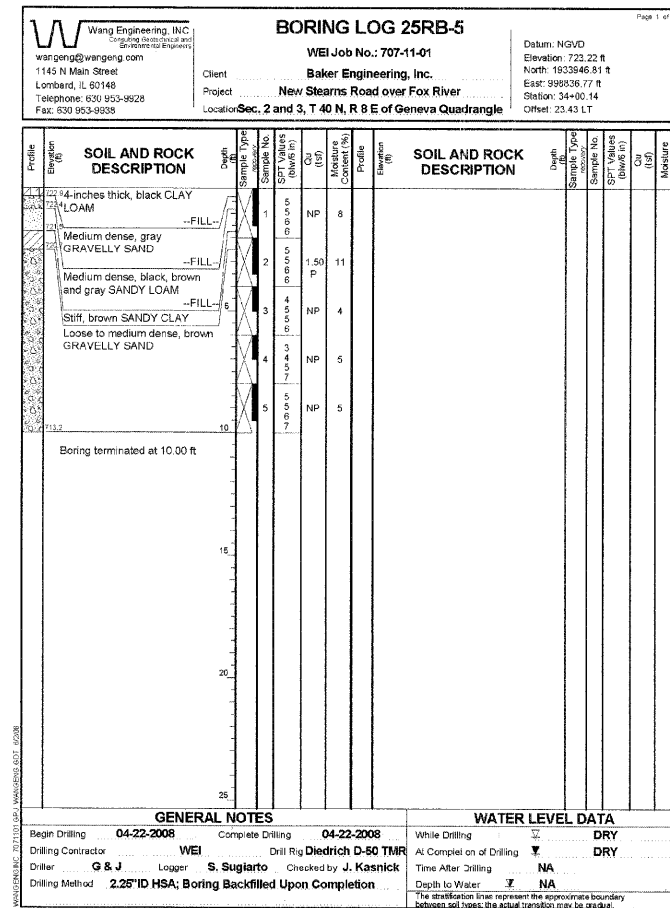 Page 1 of
Wang Engineering, INC
Consulting Geotechnical and
Environmental Engineers
wangeng@wangeng.com
1145 N Main Street
Lombard, IL 60148
Telephone: 630 953-9928
Fax: 630 953-9938
BORING LOG 25RB-5
WEI Job No.: 707-11-01
Client Baker Engineering, Inc.
Project New Stearns Road over Fox River
Location Sec. 2 and 3, T 40 N, R 8 E of Geneva Quadrangle
Datum: NGVD
Elevation: 723.22 ft
North: 1933946.81 ft
East: 998836.77 ft
Station: 34+00.14
Offset: 23.43 LT
Profile
Elevation (ft)
SOIL AND ROCK DESCRIPTION
Depth (ft)
Sample Type
recovery
Sample No.
SPT Values (blw/6 in)
Qu (tsf)
Moisture Content (%)
Profile
Elevation (ft)
SOIL AND ROCK DESCRIPTION
Depth (ft)
Sample Type
recovery
Sample No.
SPT Values (blw/6 in)
Qu (tsf)
Moisture
722.9 4-inches thick, black CLAY
LOAM
--FILL--
Medium dense, gray
GRAVELLY SAND
--FILL--
Medium dense, black, brown
and gray SANDY LOAM
--FILL--
Stiff, brown SANDY CLAY
Loose to medium dense, brown
GRAVELLY SAND
713.2
Boring terminated at 10.00 ft
5
10
15
20
25
1 5 5 6 6 NP 8
2 5 5 6 6 1.50 P 11
3 4 5 5 6 NP 4
4 3 4 5 7 NP 5
5 5 5 6 7 NP 5
GENERAL NOTES
Begin Drilling 04-22-2008 Complete Drilling 04-22-2008
Drilling Contractor WEI Drill Rig Diedrich D-50 TMR
Driller G & J Logger S. Sugiarto Checked by J. Kasnick
Drilling Method 2.25"ID HSA; Boring Backfilled Upon Completion
WATER LEVEL DATA
While Drilling DRY
At Completion of Drilling DRY
Time After Drilling NA
Depth to Water NA
The stratification lines represent the approximate boundary
between soil types; the actual transition may be gradual.
WANGENGINC 7071101.GPJ WANGENG.GDT 6/2/08